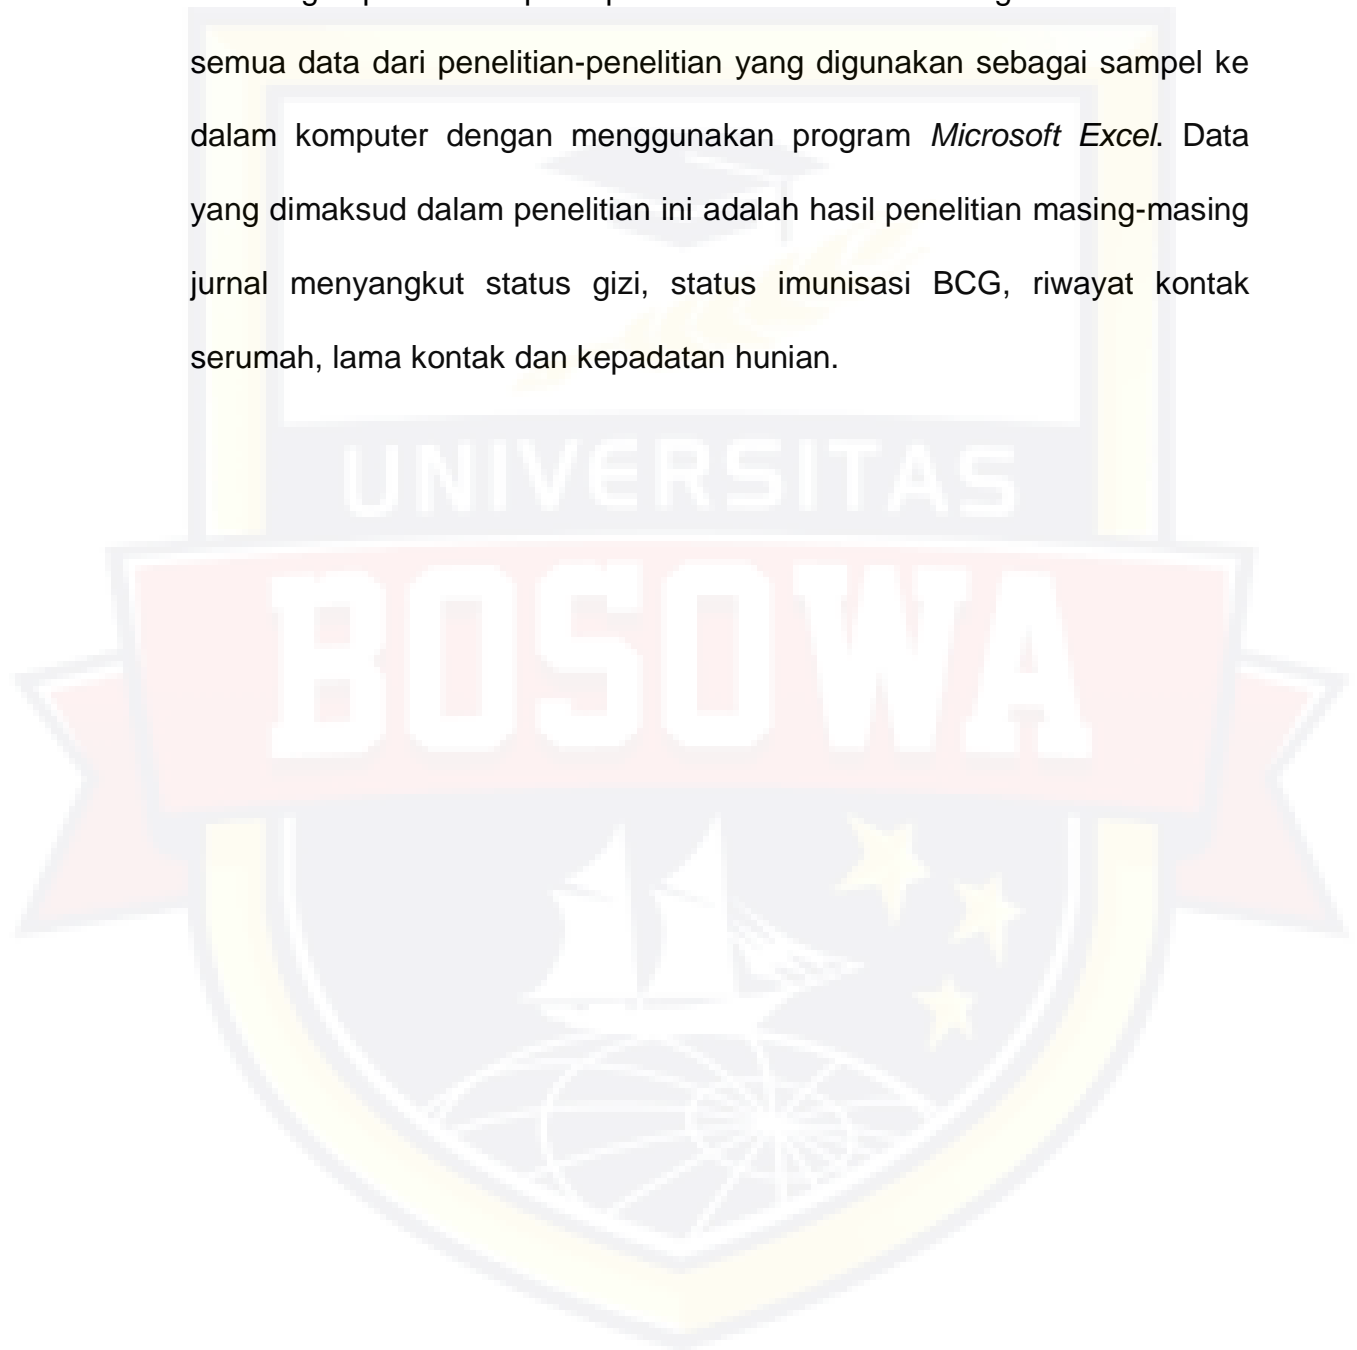 semua data dari penelitian-penelitian yang digunakan sebagai sampel ke
dalam komputer dengan menggunakan program Microsoft Excel. Data
yang dimaksud dalam penelitian ini adalah hasil penelitian masing-masing
jurnal menyangkut status gizi, status imunisasi BCG, riwayat kontak
serumah, lama kontak dan kepadatan hunian.
UNIVERSITAS
BOSOWA